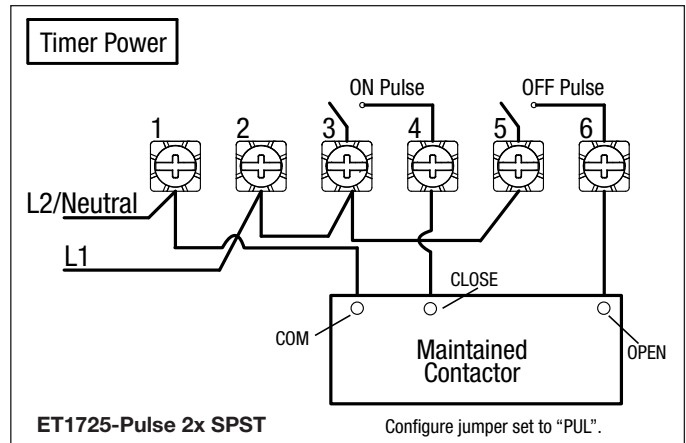 Timer Power
ON Pulse
OFF Pulse
1 2 3 4 5 6
L2/Neutral
L1
CLOSE
COM
OPEN
Maintained
Contactor
ET1725-Pulse 2x SPST
Configure jumper set to “PUL”.